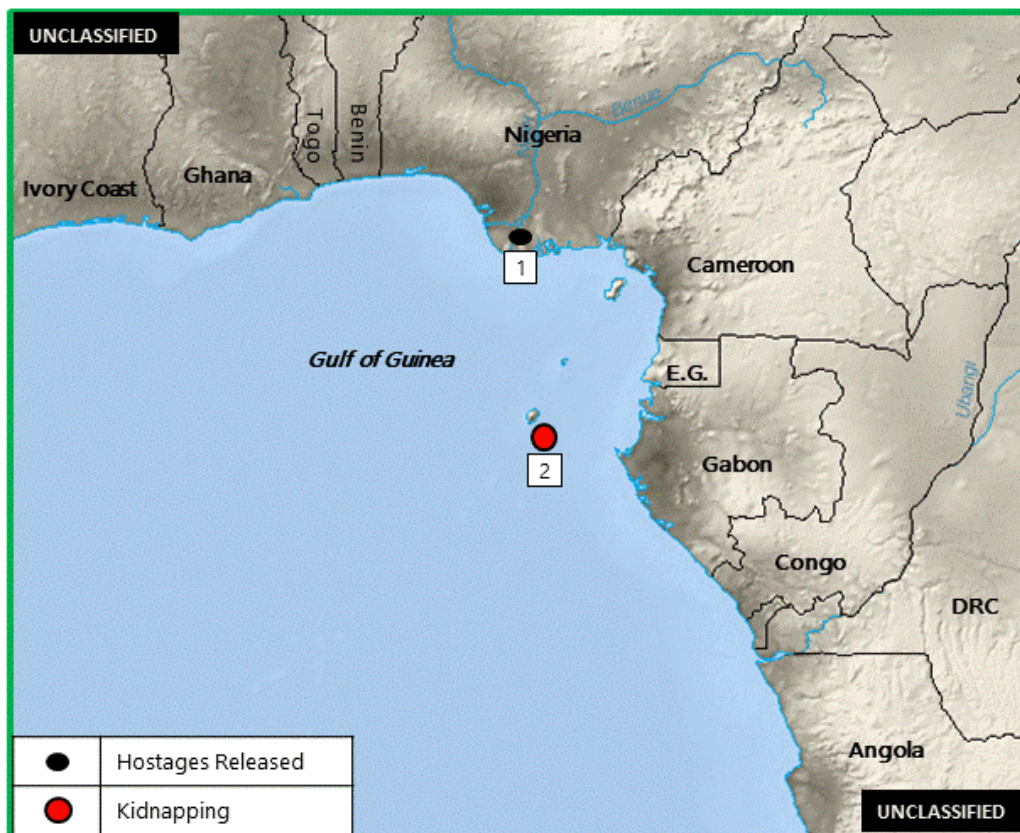 UNCLASSIFIED
Benue
Nigeria
Togo
Benin
Ghana
Ivory Coast
1
Cameroon
Gulf of Guinea
E.G.
Ubangi
2
Gabon
Congo
DRC
Angola
Hostages Released
Kidnapping
UNCLASSIFIED